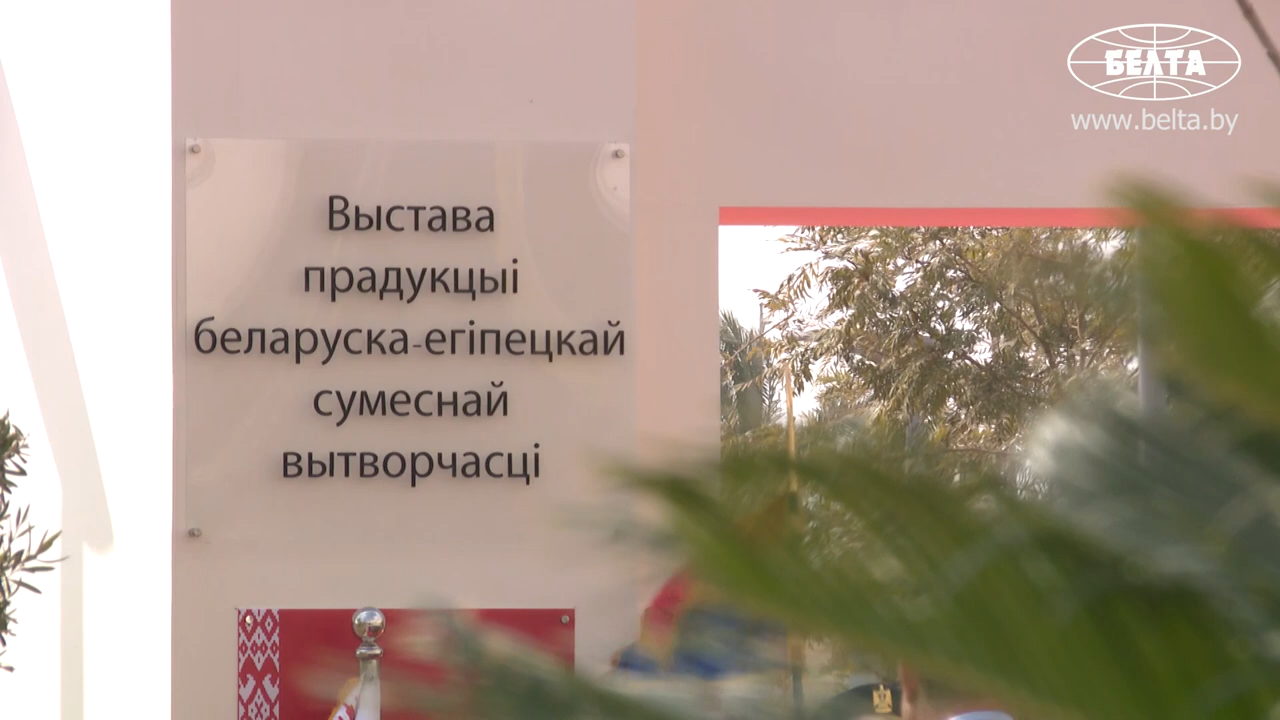 БЕЛТА
www.belta.by
Выстава
прадукцыі
беларуска-егіпецкай
сумеснай
вытворчасці